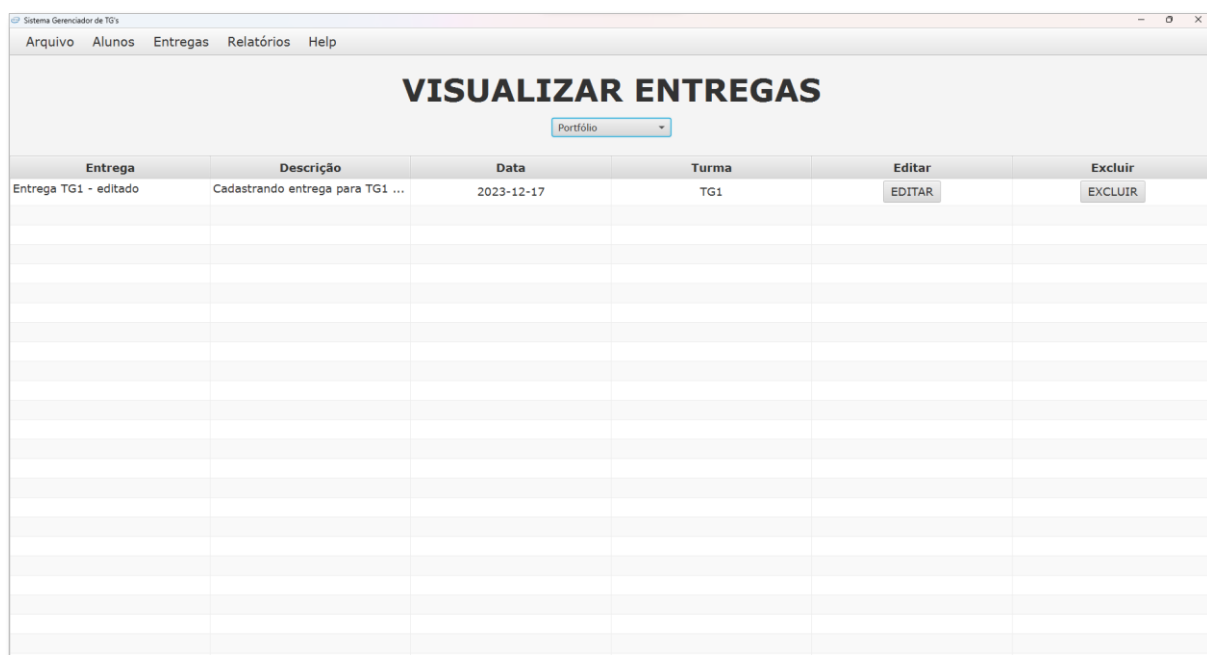 Sistema Gerenciador de TG's
Arquivo Alunos Entregas Relatórios Help
VISUALIZAR ENTREGAS
Portfólio
Entrega Descrição Data Turma Editar Excluir
Entrega TG1 - editado Cadastrando entrega para TG1 ... 2023-12-17 TG1 EDITAR EXCLUIR